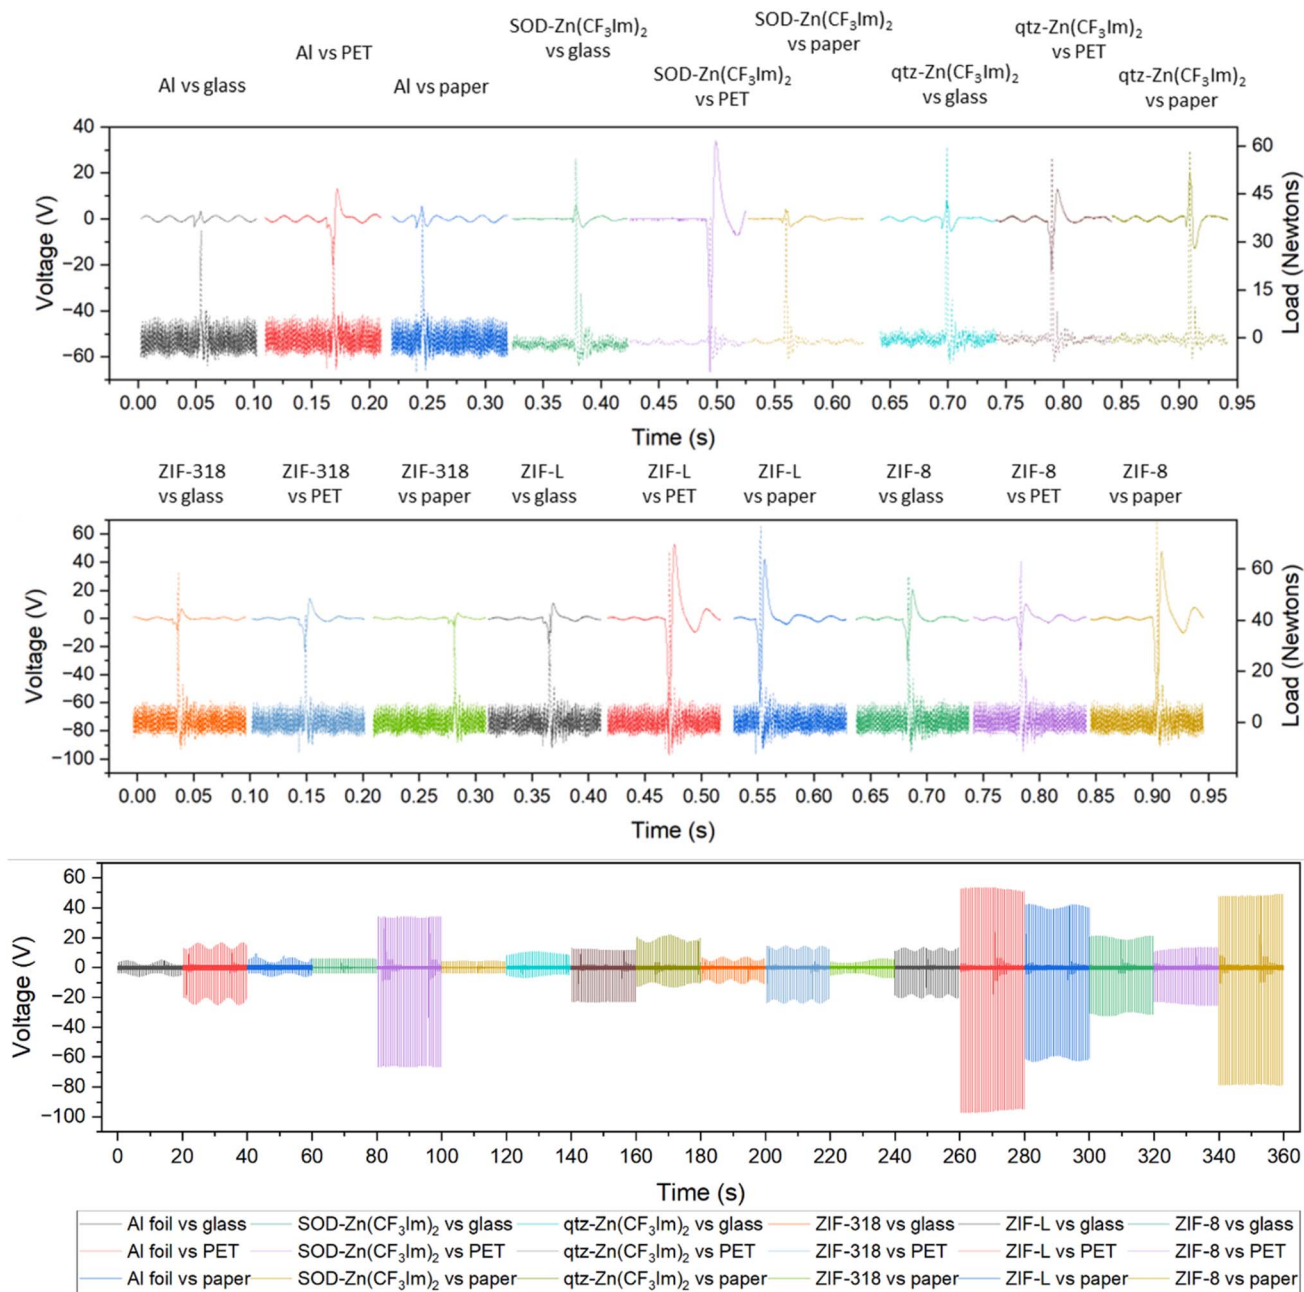 SOD-Zn(CF₃Im)₂ vs glass
SOD-Zn(CF₃Im)₂ vs paper
qtz-Zn(CF₃Im)₂ vs PET
Al vs PET
Al vs glass
Al vs paper
SOD-Zn(CF₃Im)₂ vs PET
qtz-Zn(CF₃Im)₂ vs glass
qtz-Zn(CF₃Im)₂ vs paper
40
20
0
−20
−40
−60
Voltage (V)
60
45
30
15
0
Load (Newtons)
0.00 0.05 0.10 0.15 0.20 0.25 0.30 0.35 0.40 0.45 0.50 0.55 0.60 0.65 0.70 0.75 0.80 0.85 0.90 0.95
Time (s)
ZIF-318 ZIF-318 ZIF-318 ZIF-L ZIF-L ZIF-L ZIF-8 ZIF-8 ZIF-8
vs glass vs PET vs paper vs glass vs PET vs paper vs glass vs PET vs paper
60
40
20
0
−20
−40
−60
−80
−100
Voltage (V)
60
40
20
0
Load (Newtons)
0.00 0.05 0.10 0.15 0.20 0.25 0.30 0.35 0.40 0.45 0.50 0.55 0.60 0.65 0.70 0.75 0.80 0.85 0.90 0.95
Time (s)
60
40
20
0
−20
−40
−60
−80
−100
Voltage (V)
0 20 40 60 80 100 120 140 160 180 200 220 240 260 280 300 320 340 360
Time (s)
Al foil vs glass SOD-Zn(CF₃Im)₂ vs glass qtz-Zn(CF₃Im)₂ vs glass ZIF-318 vs glass ZIF-L vs glass ZIF-8 vs glass
Al foil vs PET SOD-Zn(CF₃Im)₂ vs PET qtz-Zn(CF₃Im)₂ vs PET ZIF-318 vs PET ZIF-L vs PET ZIF-8 vs PET
Al foil vs paper SOD-Zn(CF₃Im)₂ vs paper qtz-Zn(CF₃Im)₂ vs paper ZIF-318 vs paper ZIF-L vs paper ZIF-8 vs paper